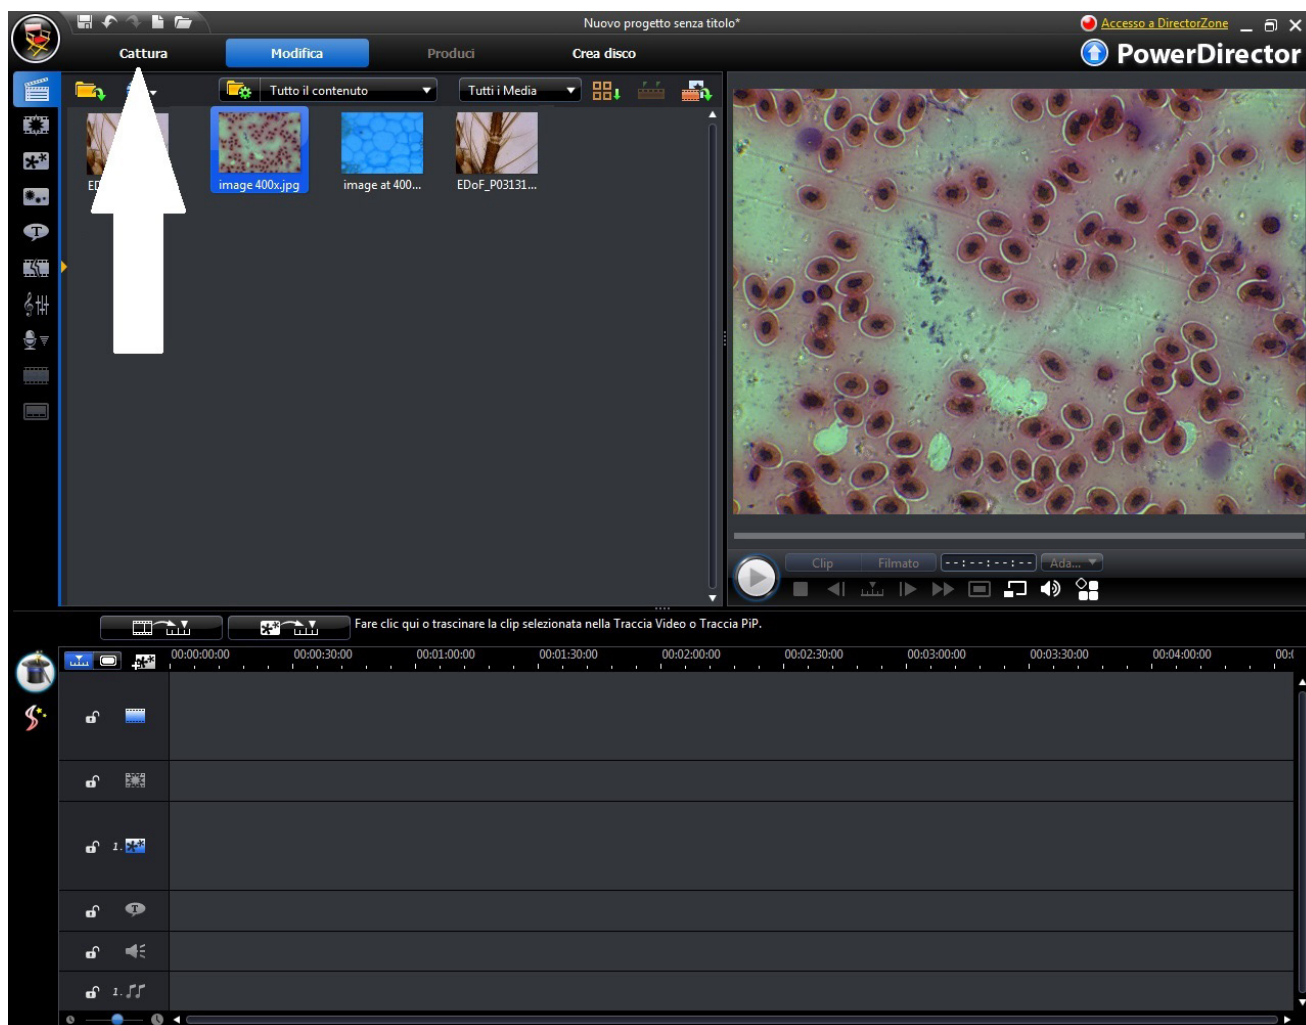 Nuovo progetto senza titolo*
Accesso a DirectorZone
Cattura
Modifica
Produci
Crea disco
PowerDirector
Tutto il contenuto
Tutti i Media
image 400x.jpg
image at 400...
EDoF_P03131...
Clip
Filmato
--:--:--:--
Ada...
Fare clic qui o trascinare la clip selezionata nella Traccia Video o Traccia PiP.
00:00:00:00 00:00:30:00 00:01:00:00 00:01:30:00 00:02:00:00 00:02:30:00 00:03:00:00 00:03:30:00 00:04:00:00
1.
T
1.